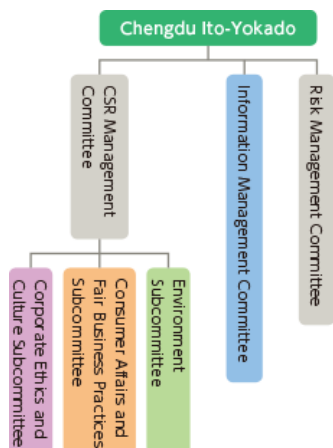 Chengdu Ito-Yokado
CSR Management
Committee
Information Management Committee
Risk Management Committee
Corporate Ethics and
Culture Subcommittee
Consumer Affairs and
Fair Business Practices
Subcommittee
Environment
Subcommittee